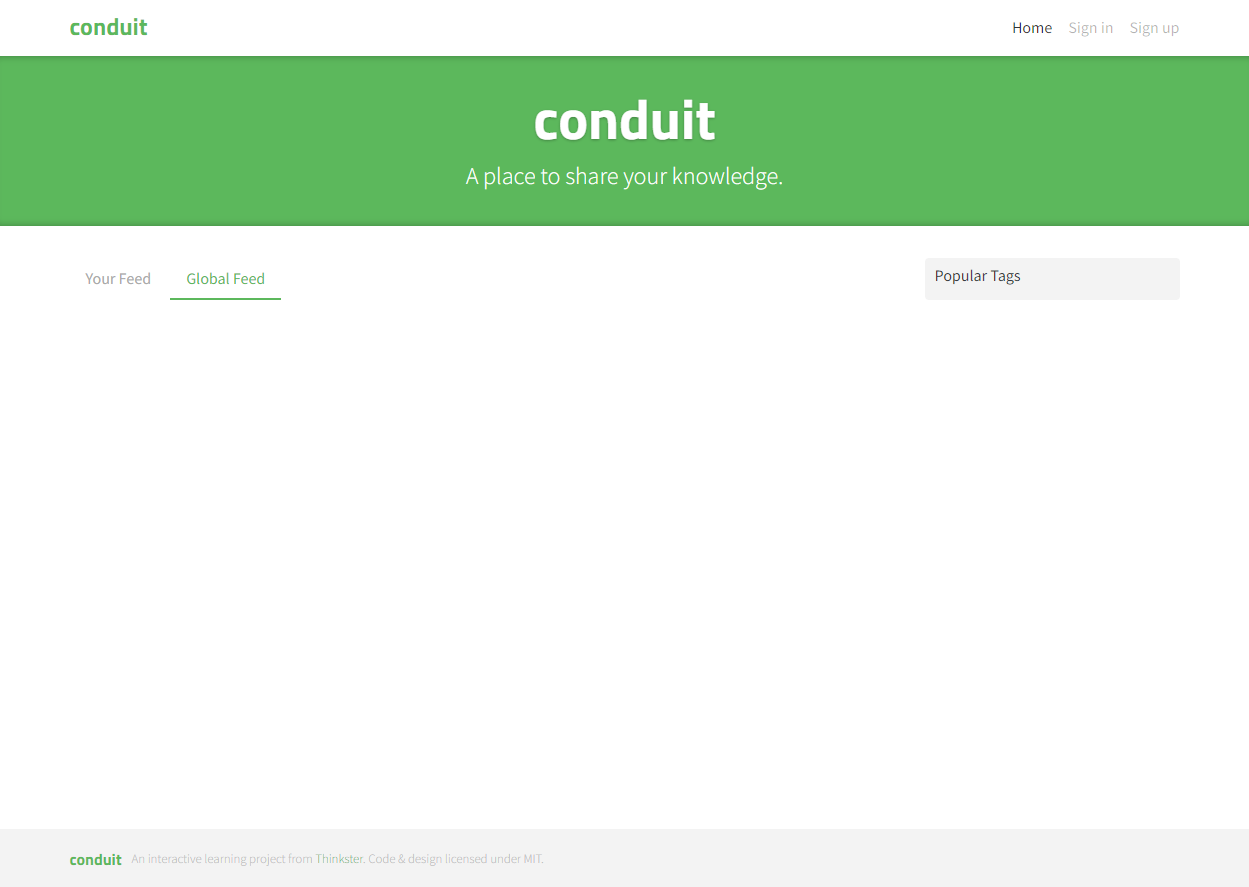 conduit
Home Sign in Sign up
conduit
A place to share your knowledge.
Your Feed Global Feed
Popular Tags
conduit An interactive learning project from Thinkster. Code & design licensed under MIT.